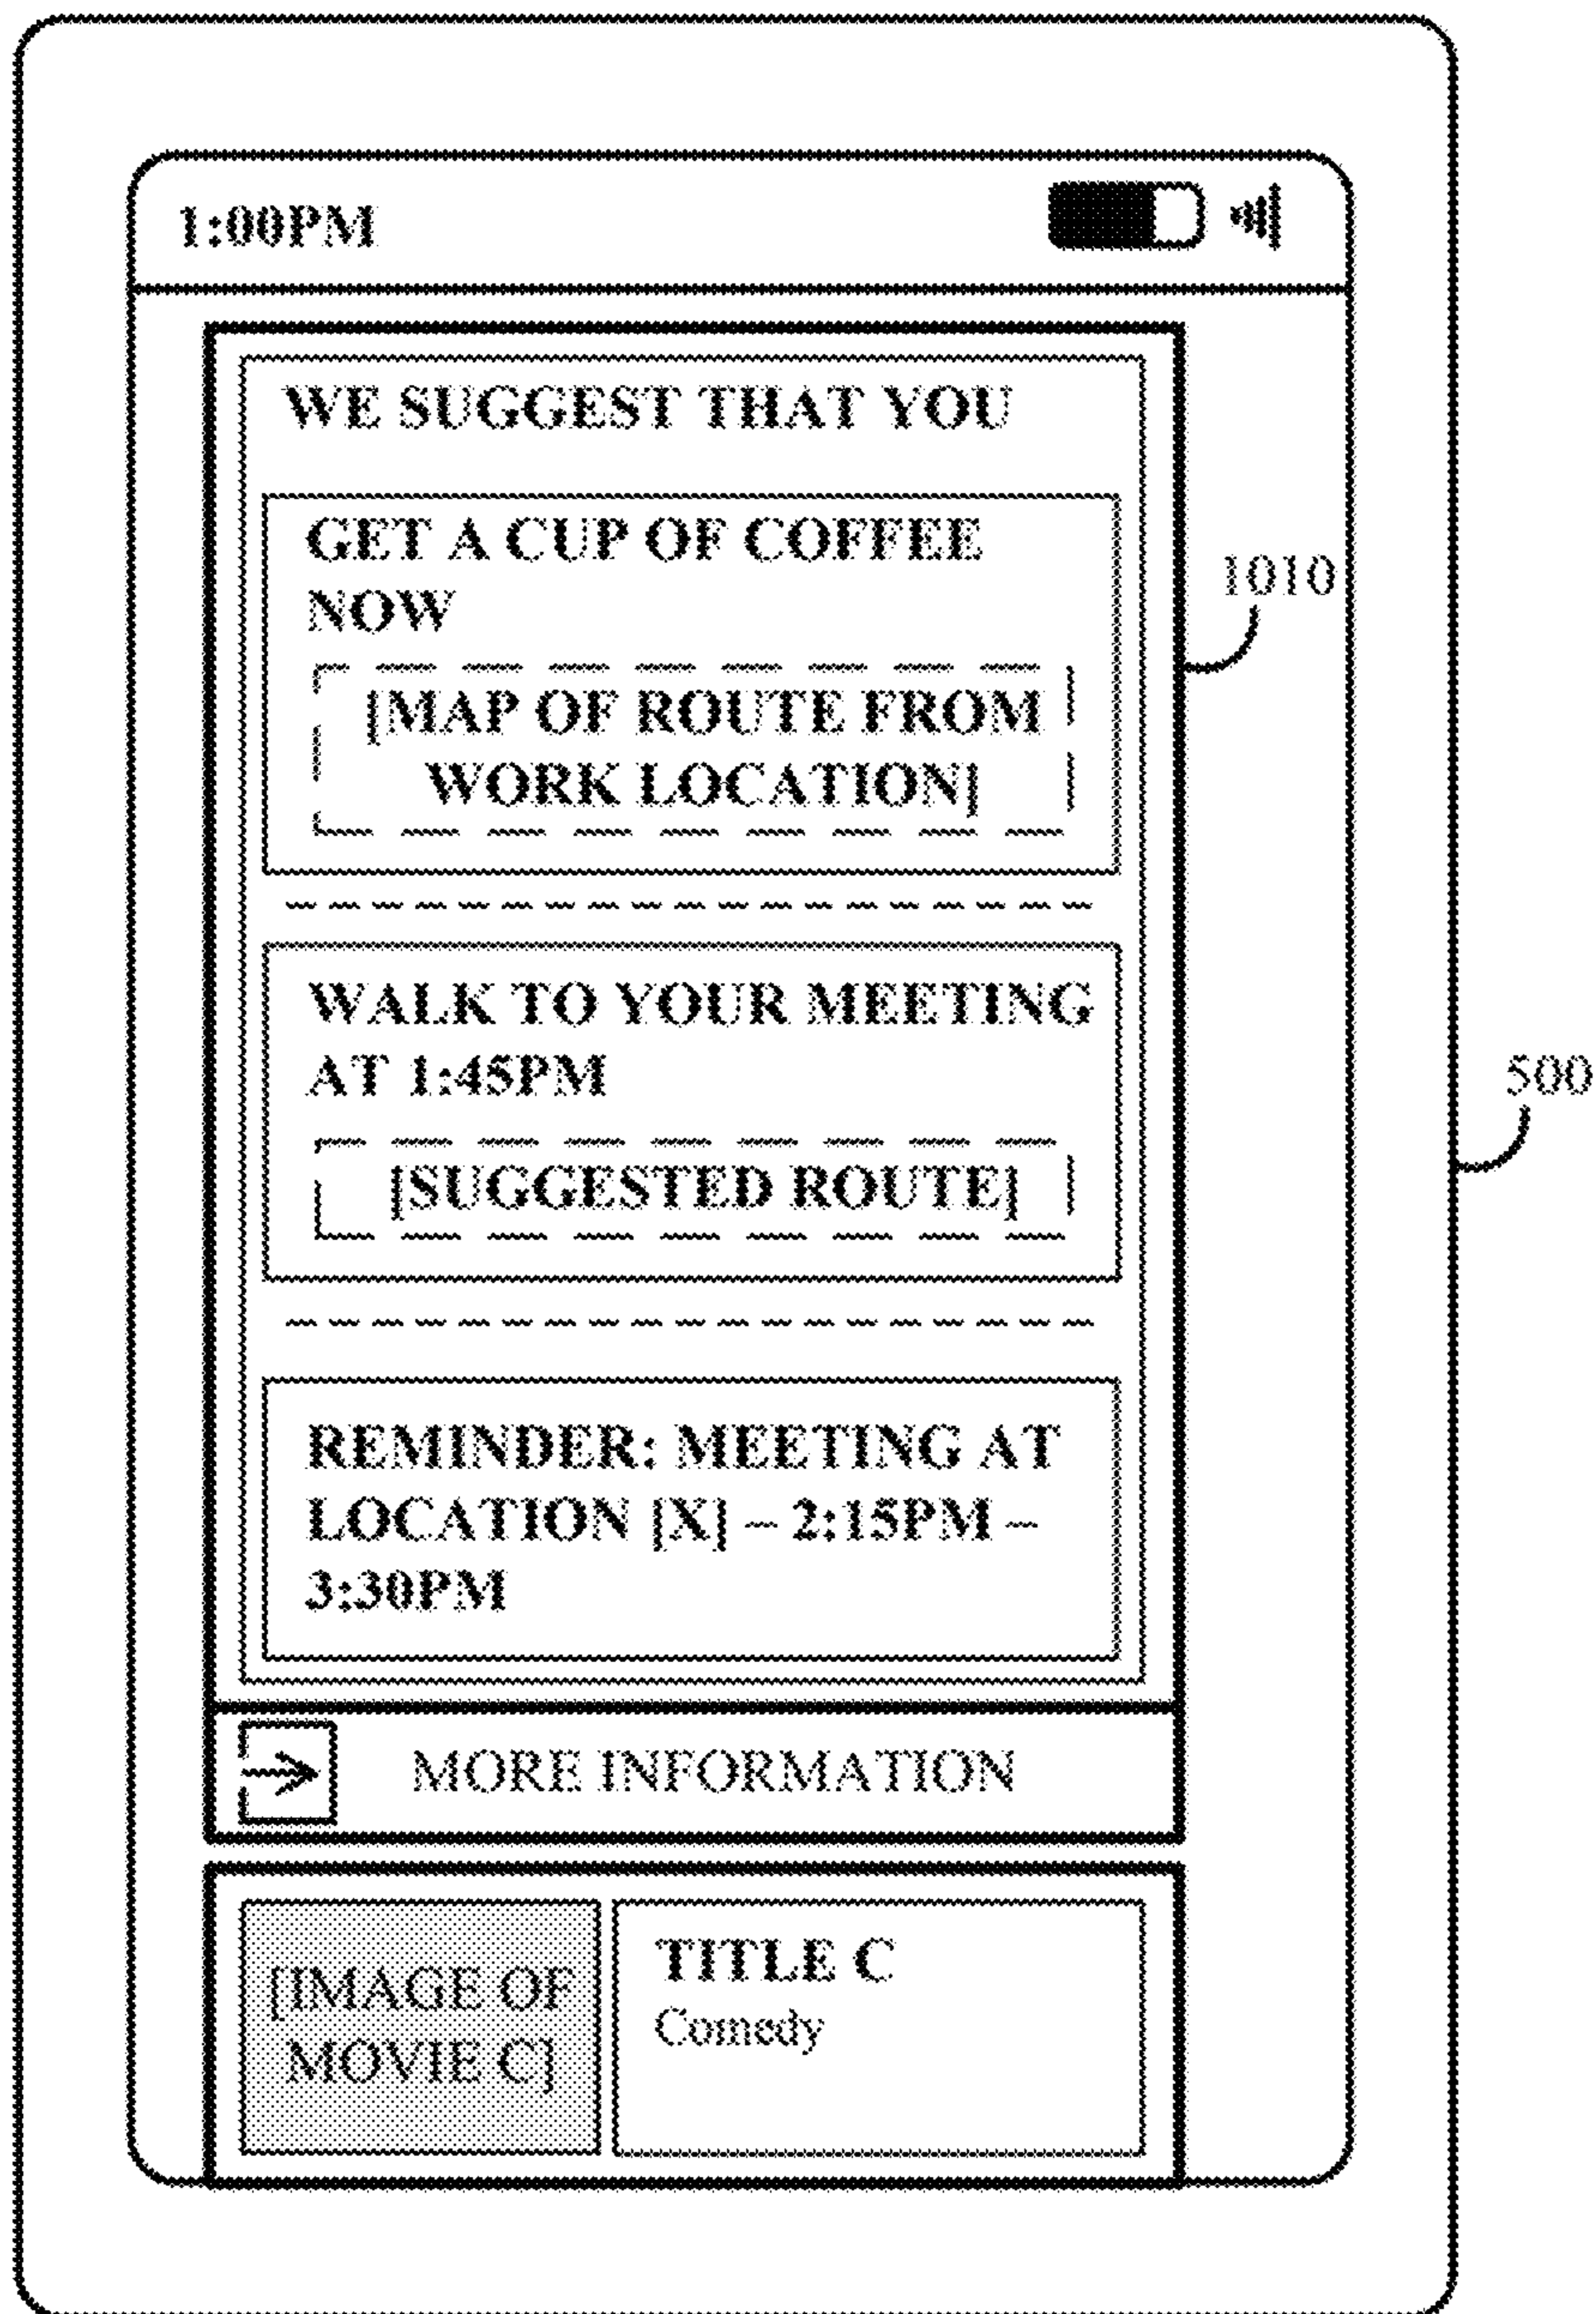 1:00PM
WE SUGGEST THAT YOU
GET A CUP OF COFFEE
NOW
1010
[MAP OF ROUTE FROM
WORK LOCATION]
WALK TO YOUR MEETING
AT 1:45PM
500
[SUGGESTED ROUTE]
REMINDER: MEETING AT
LOCATION [X] – 2:15PM –
3:30PM
MORE INFORMATION
[IMAGE OF
MOVIE C]
TITLE C
Comedy